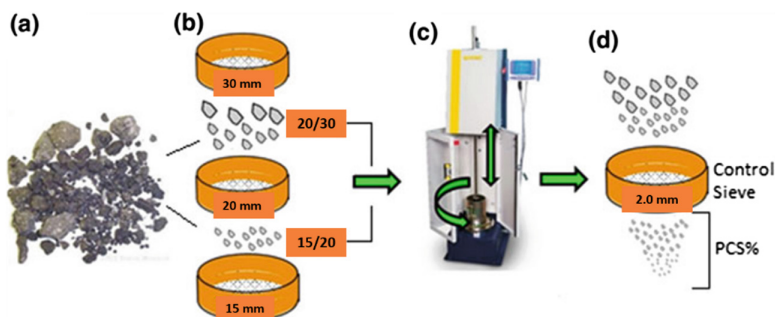 (a)
(b)
(c)
(d)
30 mm
20/30
20 mm
15/20
15 mm
2.0 mm
Control
Sieve
PCS%